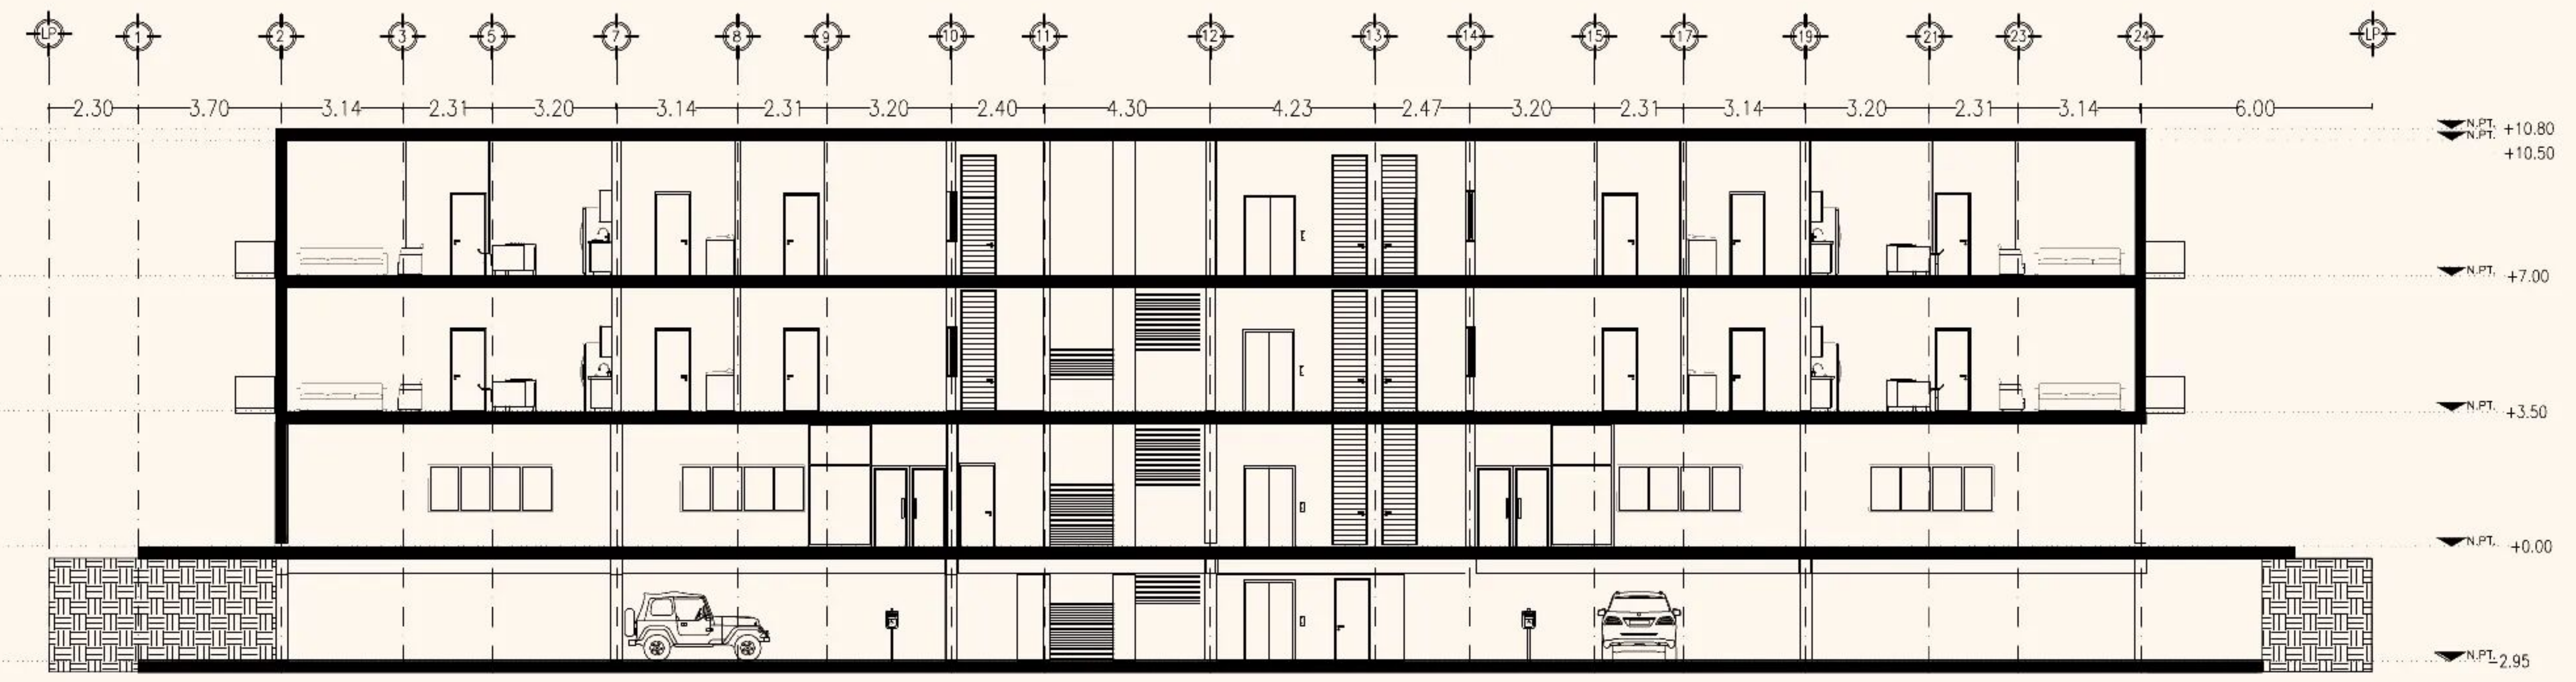 LP 1 2 3 5 7 8 9 10 11 12 13 14 15 17 19 21 23 24 LP
2.30 3.70 3.14 2.31 3.20 3.14 2.31 3.20 2.40 4.30 4.23 2.47 3.20 2.31 3.14 3.20 2.31 3.14 6.00
N.PT. +10.80
N.PT. +10.50
N.PT. +7.00
N.PT. +3.50
N.PT. +0.00
N.PT. -2.95